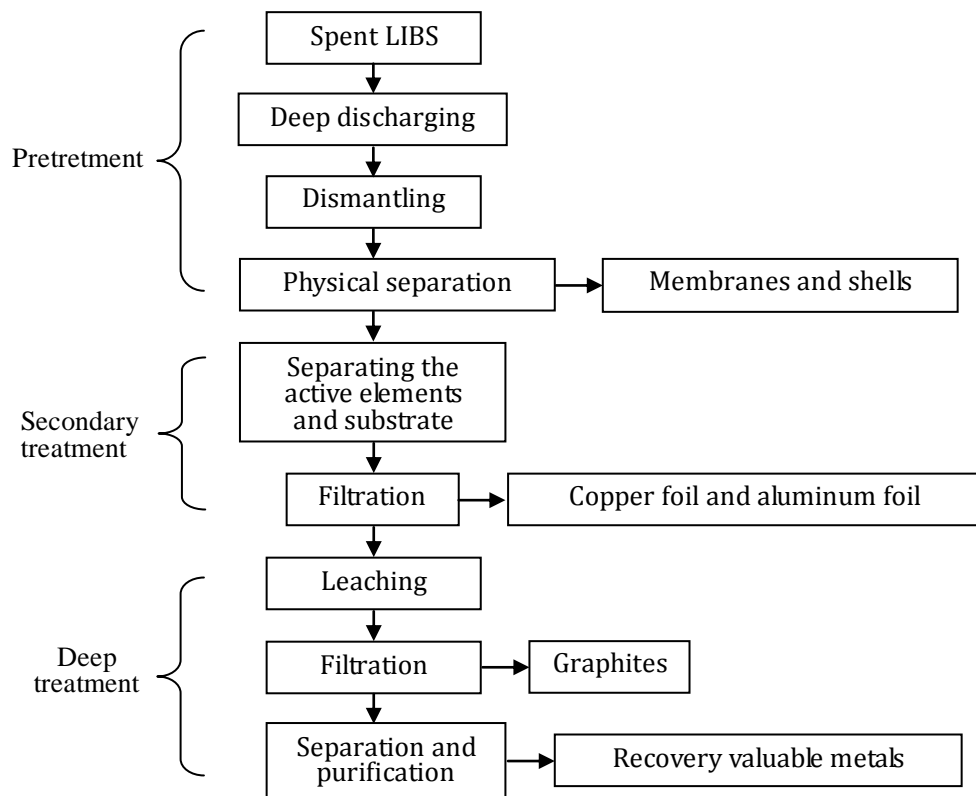 Spent LIBS
Deep discharging
Pretretment
Dismantling
Physical separation
Membranes and shells
Separating the
active elements
and substrate
Secondary
treatment
Filtration
Copper foil and aluminum foil
Leaching
Deep
treatment
Filtration
Graphites
Separation and
purification
Recovery valuable metals